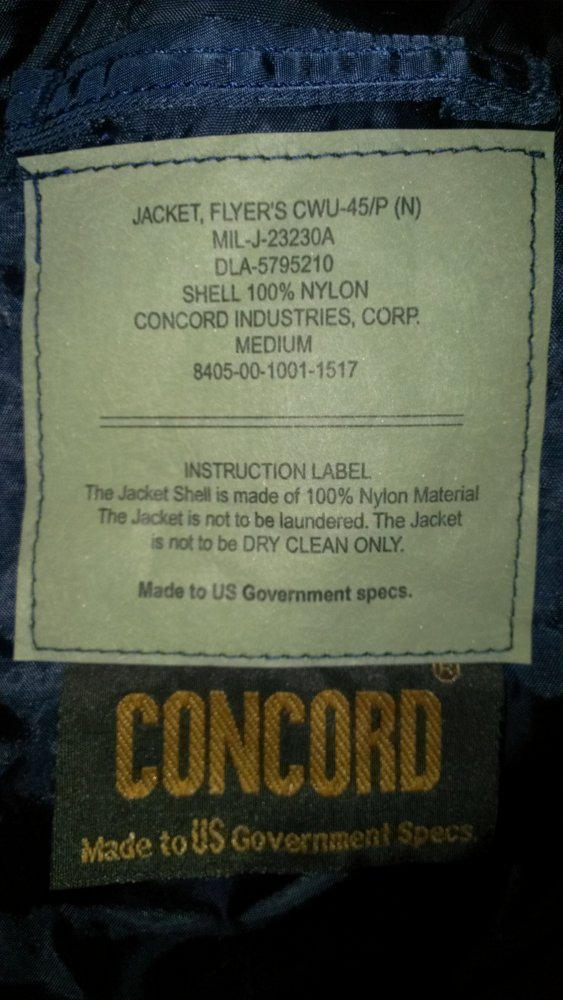 JACKET, FLYER'S CWU-45/P (N)
MIL-J-23230A
DLA-5795210
SHELL 100% NYLON
CONCORD INDUSTRIES, CORP.
MEDIUM
8405-00-1001-1517
INSTRUCTION LABEL
The Jacket Shell is made of 100% Nylon Material
The Jacket is not to be laundered. The Jacket
is not to be DRY CLEAN ONLY.
Made to US Government specs.
CONCORD®
Made to US Government Specs.